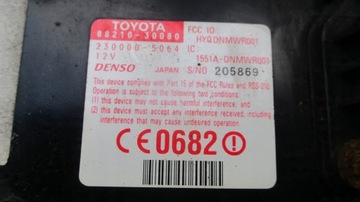 TOYOTA
88210-30080
FCC ID:
HYQDNMWR001
230000-5064
IC:
12V
1551A-DNMWR001
DENSO JAPAN S/NO 205869
This device complies with Part 15 of the FCC Rules and RSS-210
Operation is subject to the following two conditions:
(1) this device may not cause harmful interference, and
(2) this device must accept any interference received,
including interference that may cause undesired operation.
CE0682